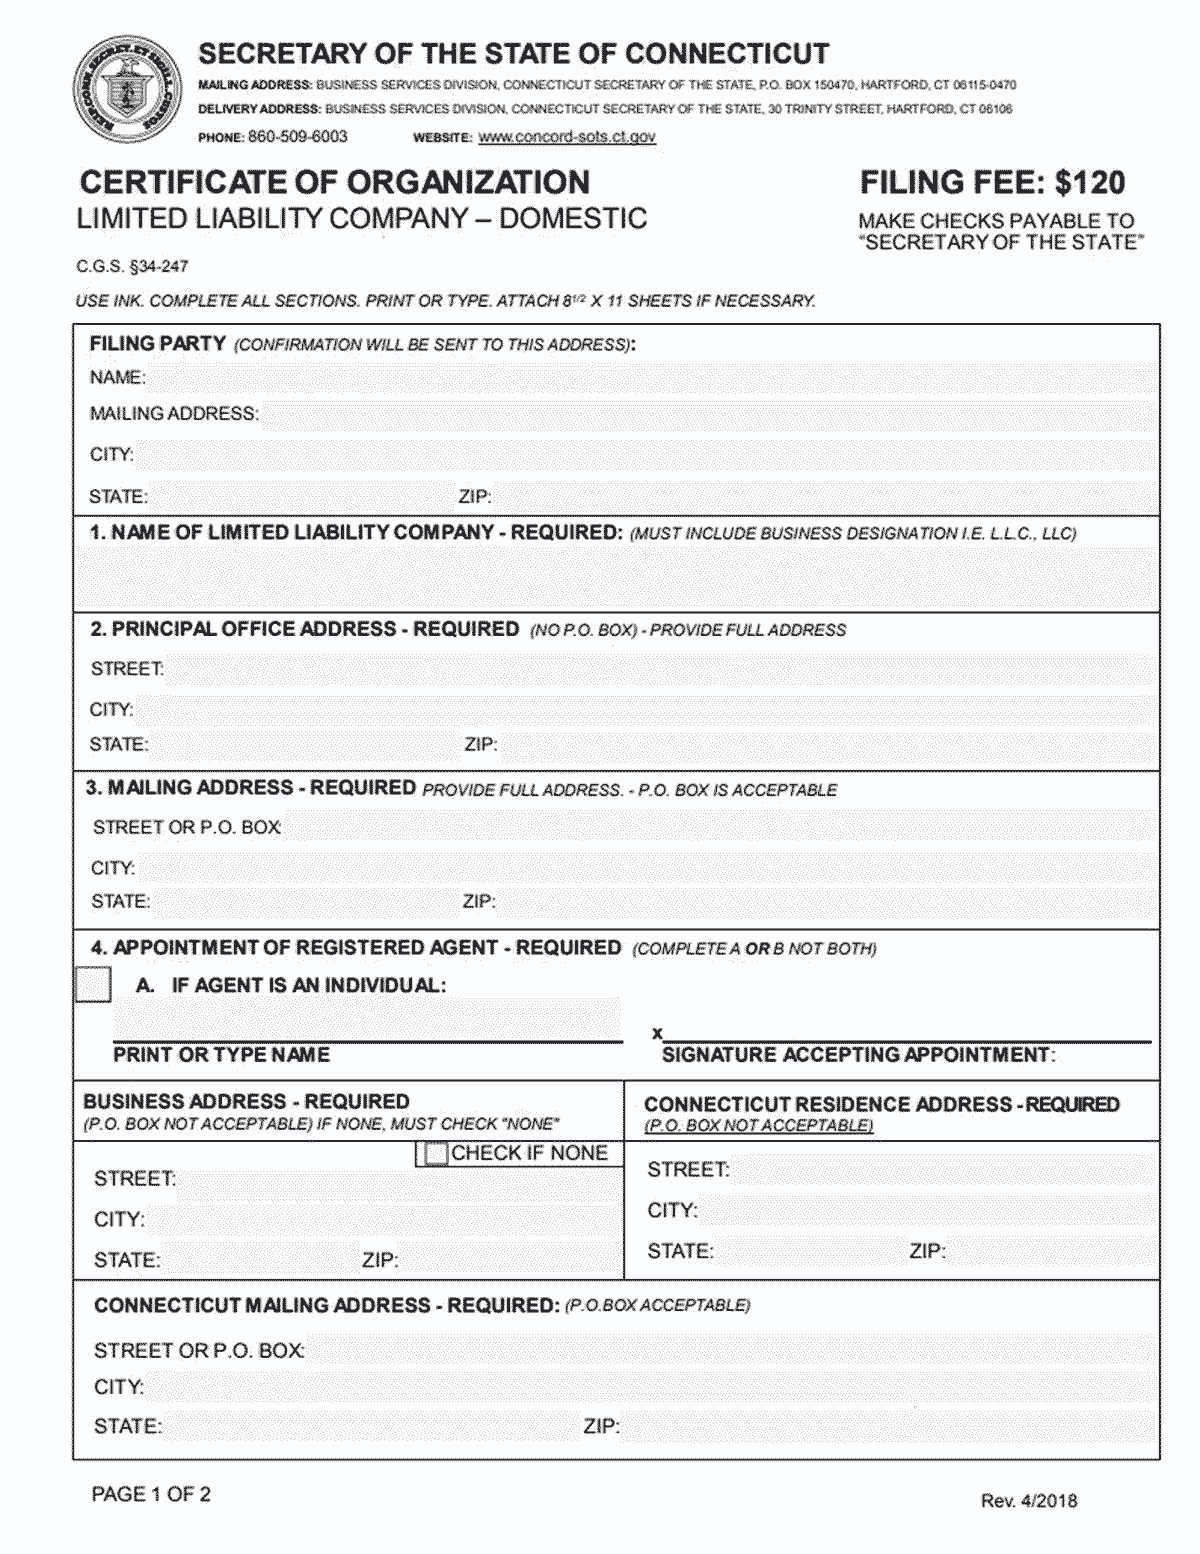 SECRETARY OF THE STATE OF CONNECTICUT
MAILING ADDRESS: BUSINESS SERVICES DIVISION, CONNECTICUT SECRETARY OF THE STATE, P.O. BOX 150470, HARTFORD, CT 06115-0470
DELIVERY ADDRESS: BUSINESS SERVICES DIVISION, CONNECTICUT SECRETARY OF THE STATE, 30 TRINITY STREET, HARTFORD, CT 06106
PHONE: 860-509-6003 WEBSITE: www.concord-sots.ct.gov
CERTIFICATE OF ORGANIZATION FILING FEE: $120
LIMITED LIABILITY COMPANY – DOMESTIC MAKE CHECKS PAYABLE TO
"SECRETARY OF THE STATE"
C.G.S. §34-247
USE INK. COMPLETE ALL SECTIONS. PRINT OR TYPE. ATTACH 8 1/2 X 11 SHEETS IF NECESSARY.
FILING PARTY (CONFIRMATION WILL BE SENT TO THIS ADDRESS):
NAME:
MAILING ADDRESS:
CITY:
STATE: ZIP:
1. NAME OF LIMITED LIABILITY COMPANY - REQUIRED: (MUST INCLUDE BUSINESS DESIGNATION I.E. L.L.C., LLC)
2. PRINCIPAL OFFICE ADDRESS - REQUIRED (NO P.O. BOX) - PROVIDE FULL ADDRESS
STREET:
CITY:
STATE: ZIP:
3. MAILING ADDRESS - REQUIRED PROVIDE FULL ADDRESS. - P.O. BOX IS ACCEPTABLE
STREET OR P.O. BOX:
CITY:
STATE: ZIP:
4. APPOINTMENT OF REGISTERED AGENT - REQUIRED (COMPLETE A OR B NOT BOTH)
A. IF AGENT IS AN INDIVIDUAL:
x
PRINT OR TYPE NAME SIGNATURE ACCEPTING APPOINTMENT:
BUSINESS ADDRESS - REQUIRED
(P.O. BOX NOT ACCEPTABLE) IF NONE, MUST CHECK "NONE"
CHECK IF NONE
STREET:
CITY:
STATE: ZIP:
CONNECTICUT RESIDENCE ADDRESS - REQUIRED
(P.O. BOX NOT ACCEPTABLE)
STREET:
CITY:
STATE: ZIP:
CONNECTICUT MAILING ADDRESS - REQUIRED: (P.O.BOX ACCEPTABLE)
STREET OR P.O. BOX:
CITY:
STATE: ZIP:
PAGE 1 OF 2 Rev. 4/2018